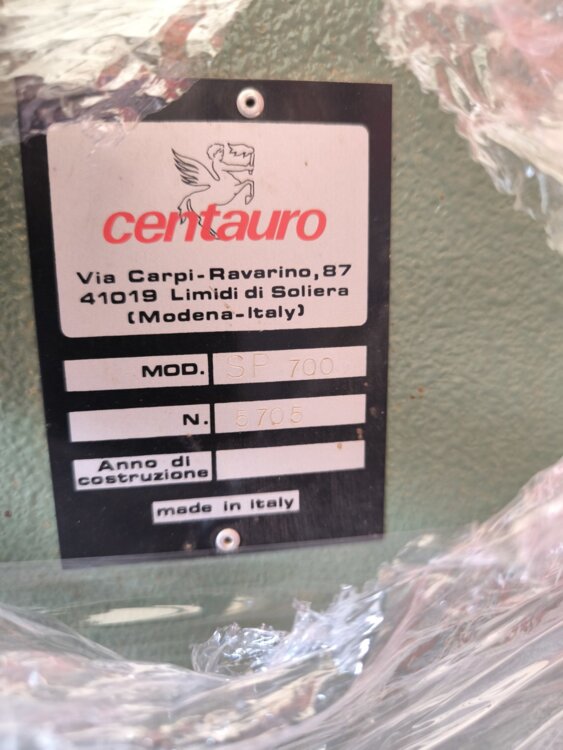 centauro
Via Carpi-Ravarino,87
41019 Limidi di Soliera
(Modena-Italy)
MOD. SP 700
N. 5705
Anno di
costruzione
made in Italy